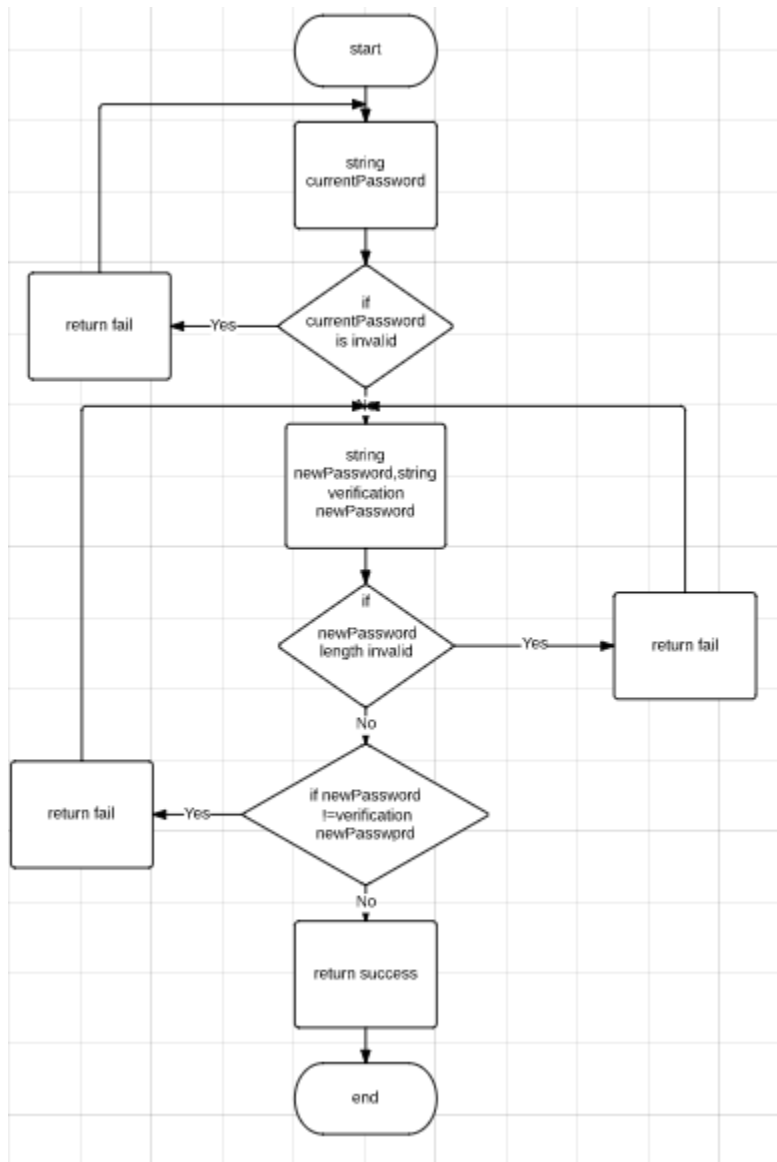 start
string
currentPassword
if
currentPassword
is invalid
Yes
return fail
string
newPassword,string
verification
newPassword
if
newPassword
length invalid
Yes
return fail
No
if newPassword
!=verification
newPasswprd
Yes
return fail
No
return success
end